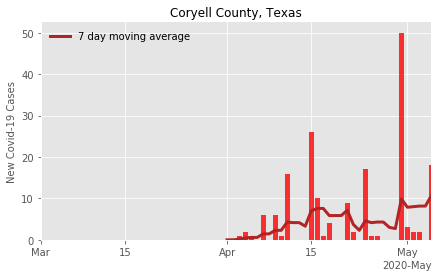 Coryell County, Texas
7 day moving average
New Covid-19 Cases
50
40
30
20
10
0
Mar
15
Apr
15
May
2020-May